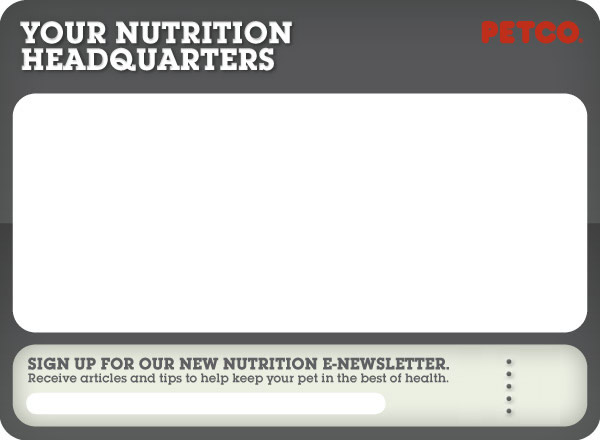 YOUR NUTRITION
HEADQUARTERS
PETCO
SIGN UP FOR OUR NEW NUTRITION E-NEWSLETTER.
Receive articles and tips to help keep your pet in the best of health.